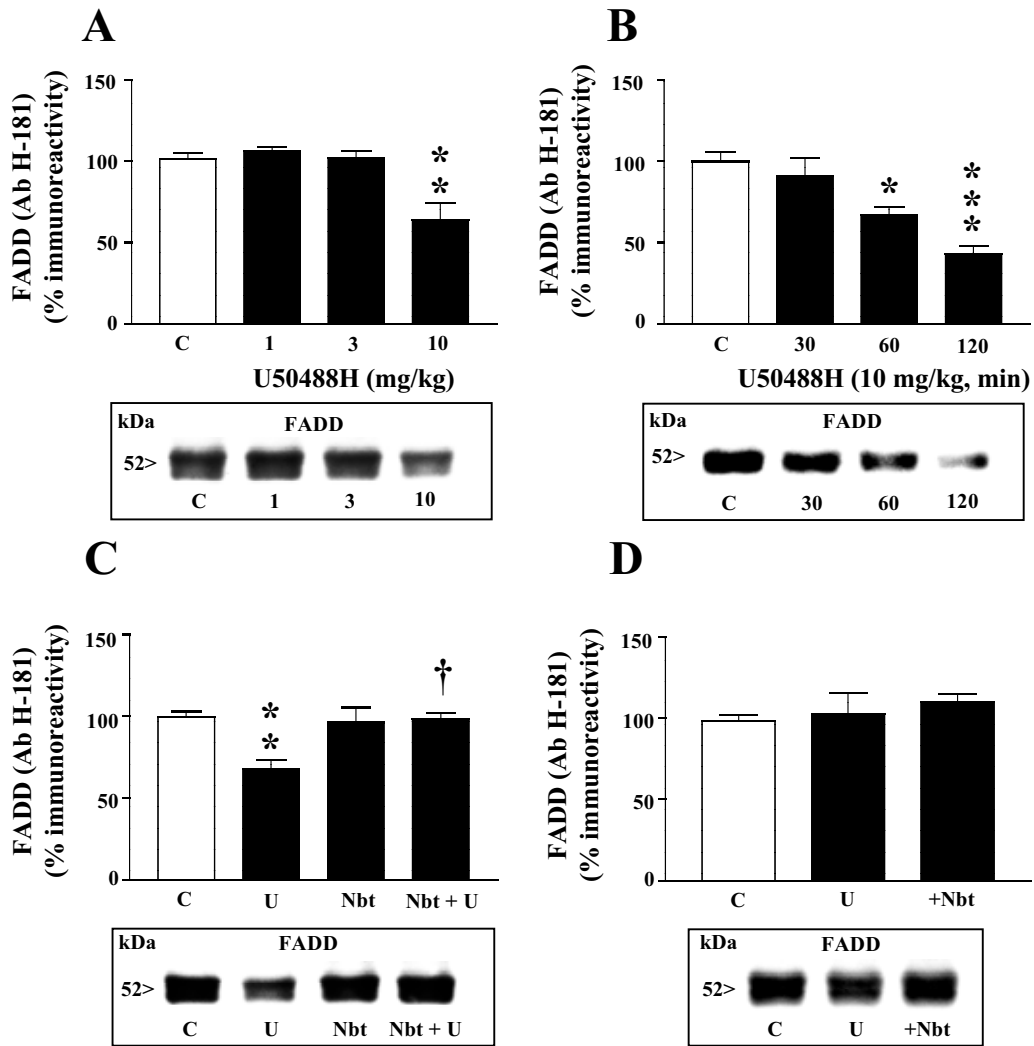 A
FADD (Ab H-181)
(% immunoreactivity)
150
100
50
0
*
*
C 1 3 10
U50488H (mg/kg)
kDa FADD
52>
C 1 3 10
B
FADD (Ab H-181)
(% immunoreactivity)
150
100
50
0
*
*
*
*
C 30 60 120
U50488H (10 mg/kg, min)
kDa FADD
52>
C 30 60 120
C
FADD (Ab H-181)
(% immunoreactivity)
150
100
50
0
*
*
†
C U Nbt Nbt + U
kDa FADD
52>
C U Nbt Nbt + U
D
FADD (Ab H-181)
(% immunoreactivity)
150
100
50
0
C U +Nbt
kDa FADD
52>
C U +Nbt